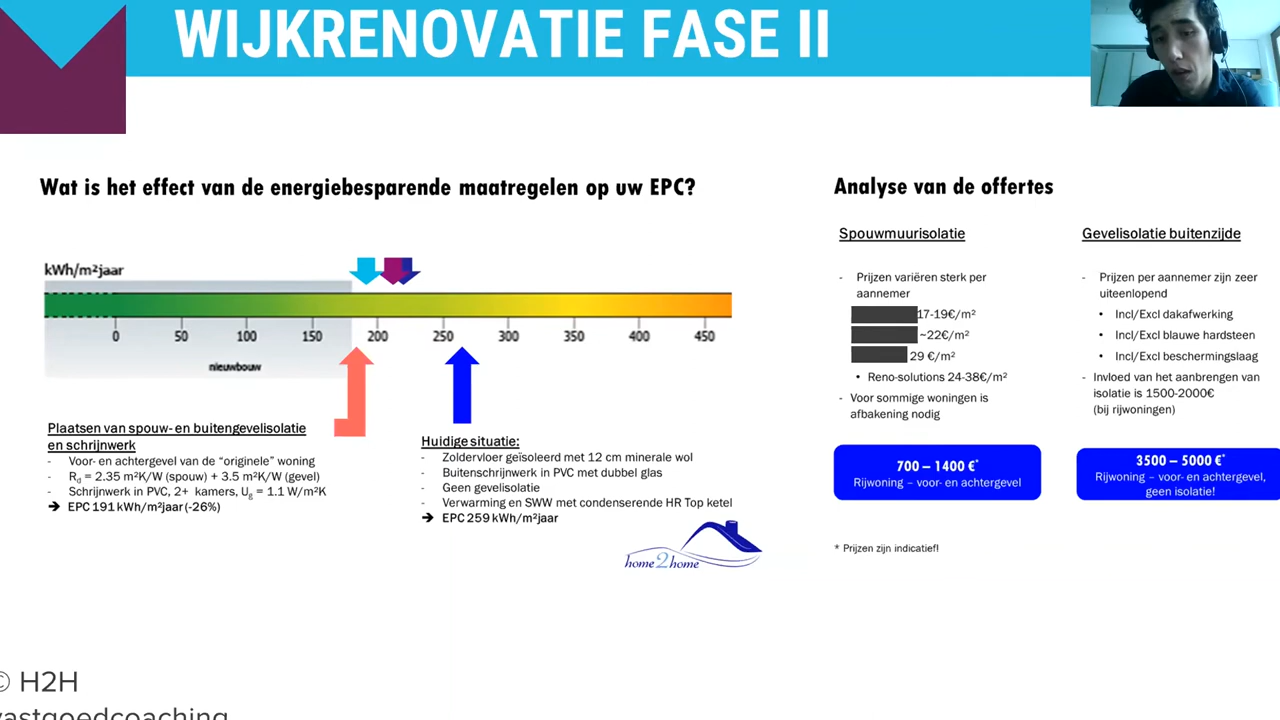 WIJKRENOVATIE FASE II
Wat is het effect van de energiebesparende maatregelen op uw EPC?
kWh/m²jaar
0 50 100 150 200 250 300 350 400 450
nieuwbouw
Plaatsen van spouw- en buitengevelisolatie
en schrijnwerk
- Voor- en achtergevel van de “originele” woning
- Rd = 2.35 m²K/W (spouw) + 3.5 m²K/W (gevel)
- Schrijnwerk in PVC, 2+ kamers, Ug = 1.1 W/m²K
➔ EPC 191 kWh/m²jaar (-26%)
Huidige situatie:
- Zoldervloer geïsoleerd met 12 cm minerale wol
- Buitenschrijnwerk in PVC met dubbel glas
- Geen gevelisolatie
- Verwarming en SWW met condenserende HR Top ketel
➔ EPC 259 kWh/m²jaar
home2home
Analyse van de offertes
Spouwmuurisolatie
- Prijzen variëren sterk per
aannemer
17-19€/m²
~22€/m²
29 €/m²
• Reno-solutions 24-38€/m²
- Voor sommige woningen is
afbakening nodig
700 – 1400 €*
Rijwoning – voor- en achtergevel
* Prijzen zijn indicatief!
Gevelisolatie buitenzijde
- Prijzen per aannemer zijn zeer
uiteenlopend
• Incl/Excl dakafwerking
• Incl/Excl blauwe hardsteen
• Incl/Excl beschermingslaag
- Invloed van het aanbrengen van
isolatie is 1500-2000€
(bij rijwoningen)
3500 – 5000 €*
Rijwoning – voor- en achtergevel,
geen isolatie!
© H2H
vastgoedcoaching